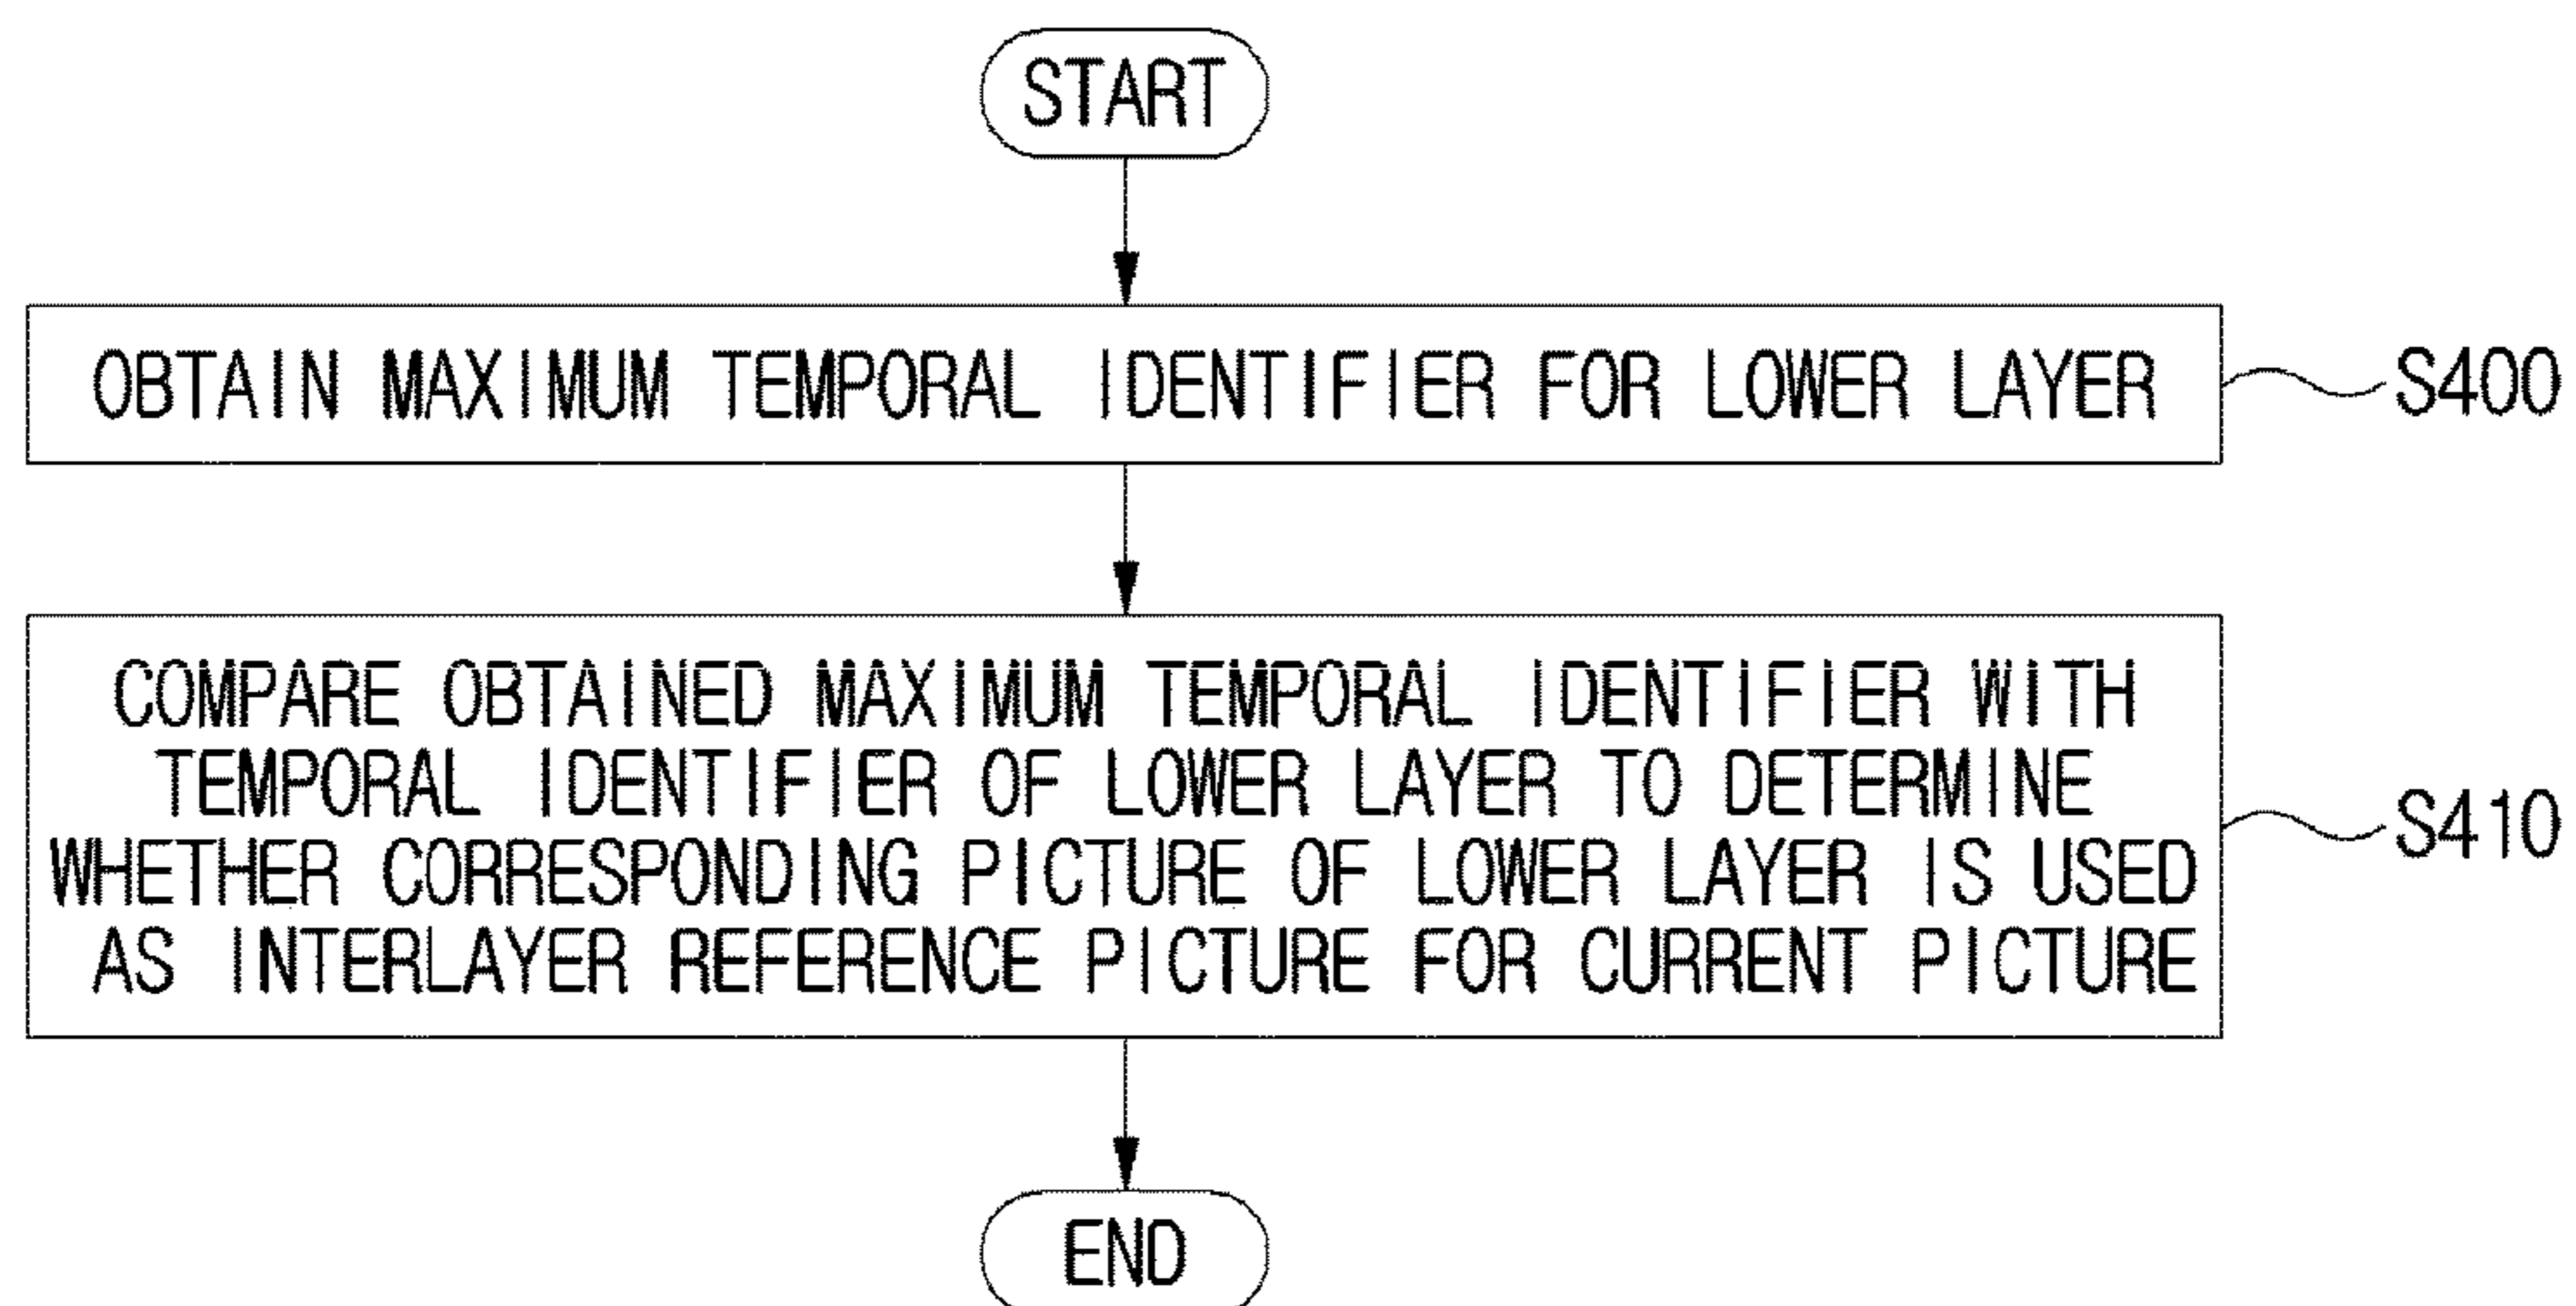 START
OBTAIN MAXIMUM TEMPORAL IDENTIFIER FOR LOWER LAYER
S400
COMPARE OBTAINED MAXIMUM TEMPORAL IDENTIFIER WITH
TEMPORAL IDENTIFIER OF LOWER LAYER TO DETERMINE
WHETHER CORRESPONDING PICTURE OF LOWER LAYER IS USED
AS INTERLAYER REFERENCE PICTURE FOR CURRENT PICTURE
S410
END